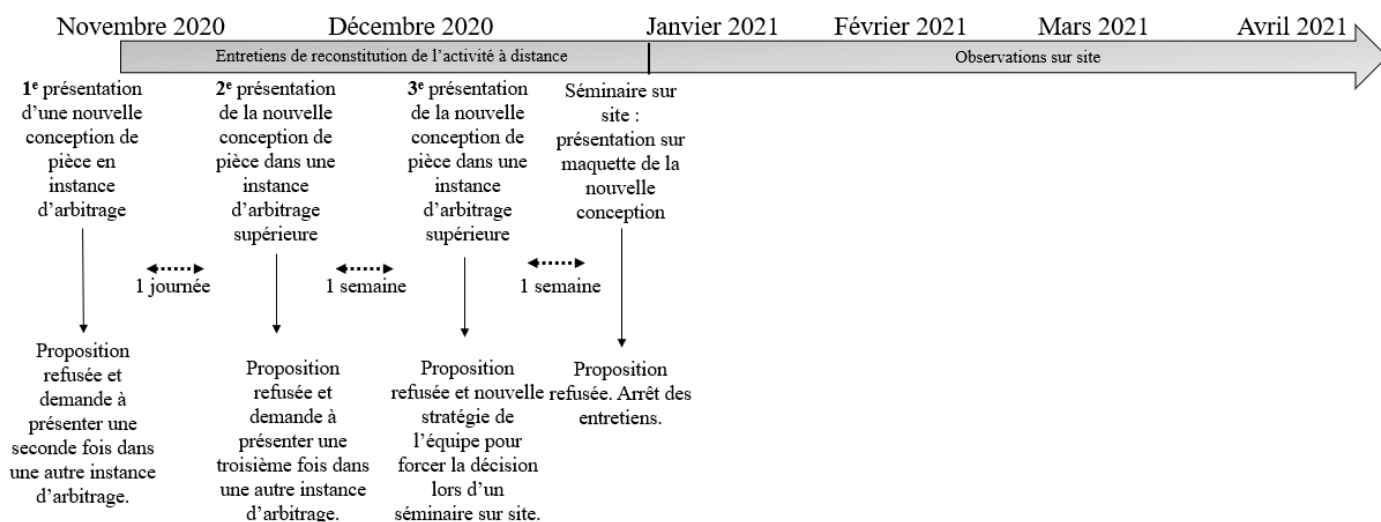 Novembre 2020 Décembre 2020 Janvier 2021 Février 2021 Mars 2021 Avril 2021
Entretiens de reconstitution de l'activité à distance Observations sur site
1e présentation
d'une nouvelle
conception de
pièce en
instance
d'arbitrage
2e présentation
de la nouvelle
conception de
pièce dans une
instance
d'arbitrage
supérieure
3e présentation
de la nouvelle
conception de
pièce dans une
instance
d'arbitrage
supérieure
Séminaire sur
site :
présentation sur
maquette de la
nouvelle
conception
1 journée 1 semaine 1 semaine
Proposition
refusée et
demande à
présenter une
seconde fois dans
une autre instance
d'arbitrage.
Proposition
refusée et
demande à
présenter une
troisième fois dans
une autre instance
d'arbitrage.
Proposition
refusée et nouvelle
stratégie de
l'équipe pour
forcer la décision
lors d'un
séminaire sur site.
Proposition
refusée. Arrêt des
entretiens.